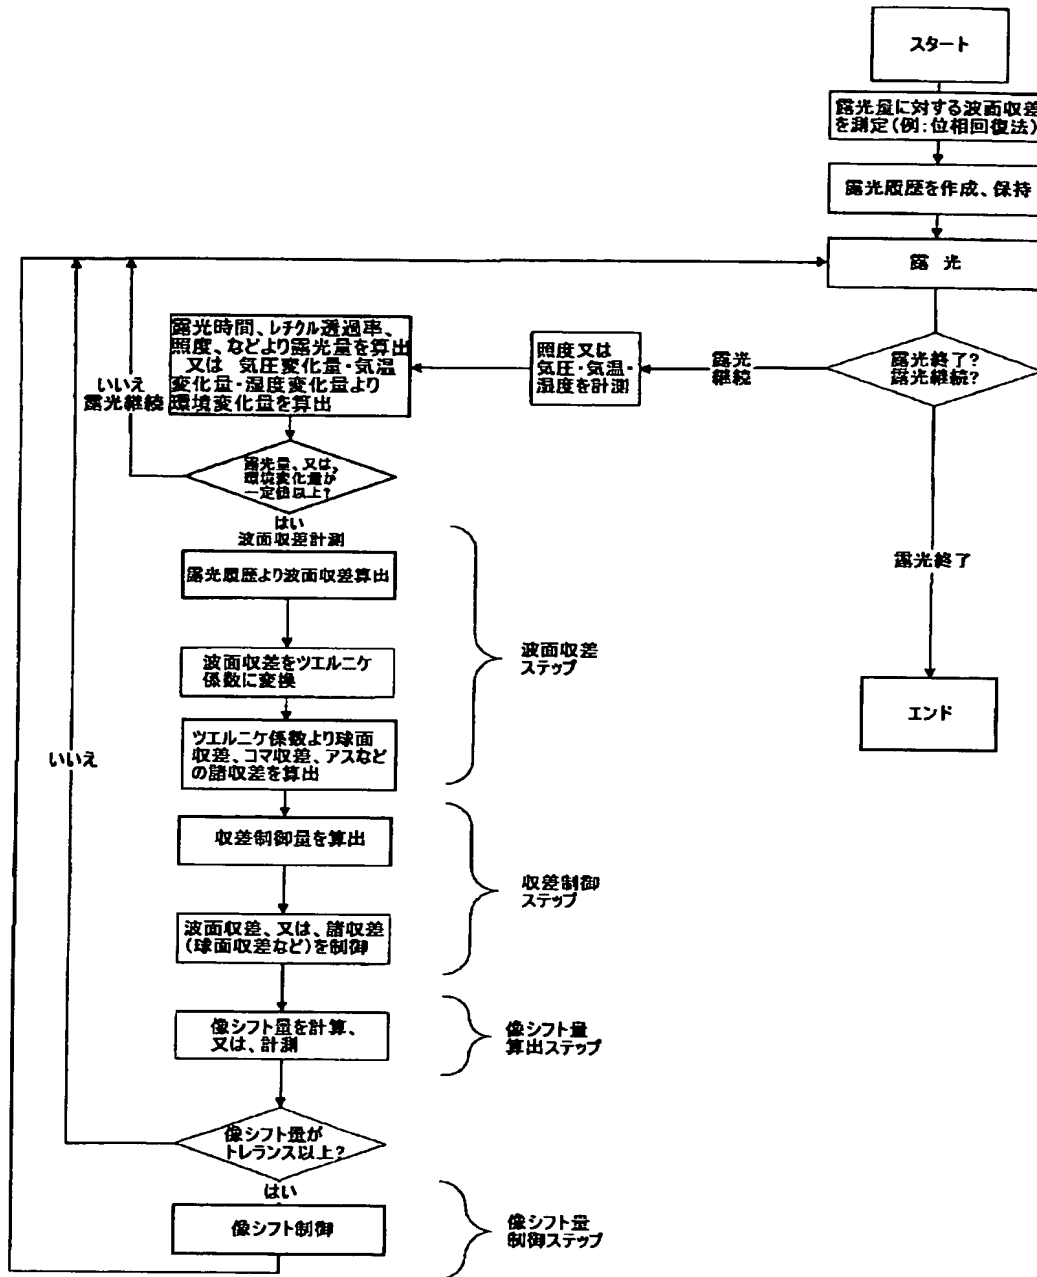 スタート
露光量に対する波面収差
を測定(例:位相回復法)
露光履歴を作成、保持
露 光
露光終了?
露光継続?
露光
継続
照度又は
気圧・気温・
湿度を計測
露光時間、レチクル透過率、
照度、などより露光量を算出
又は 気圧変化量・気温
変化量・湿度変化量より
環境変化量を算出
いいえ
露光継続
露光量、又は、
環境変化量が
一定値以上?
はい
波面収差計測
露光履歴より波面収差算出
波面収差をツエルニケ
係数に変換
ツエルニケ係数より球面
収差、コマ収差、アスなど
の諸収差を算出
波面収差
ステップ
露光終了
エンド
いいえ
収差制御量を算出
波面収差、又は、諸収差
(球面収差など)を制御
収差制御
ステップ
像シフト量を計算、
又は、計測
像シフト量
算出ステップ
像シフト量が
トレランス以上?
はい
像シフト制御
像シフト量
制御ステップ